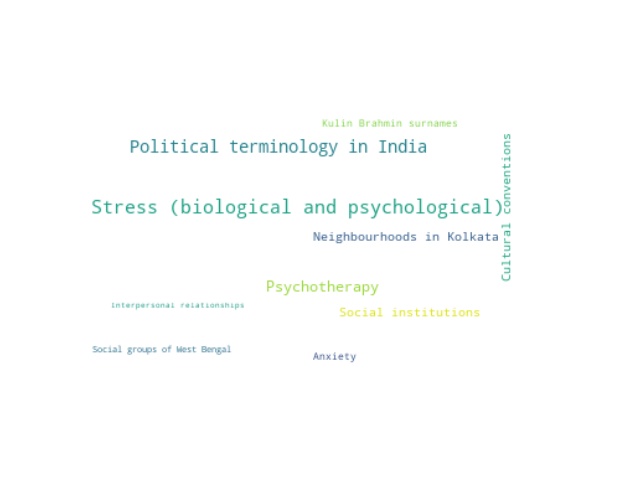 Kulin Brahmin surnames
Political terminology in India
Cultural conventions
Stress (biological and psychological)
Neighbourhoods in Kolkata
Psychotherapy
Interpersonal relationships
Social institutions
Social groups of West Bengal
Anxiety